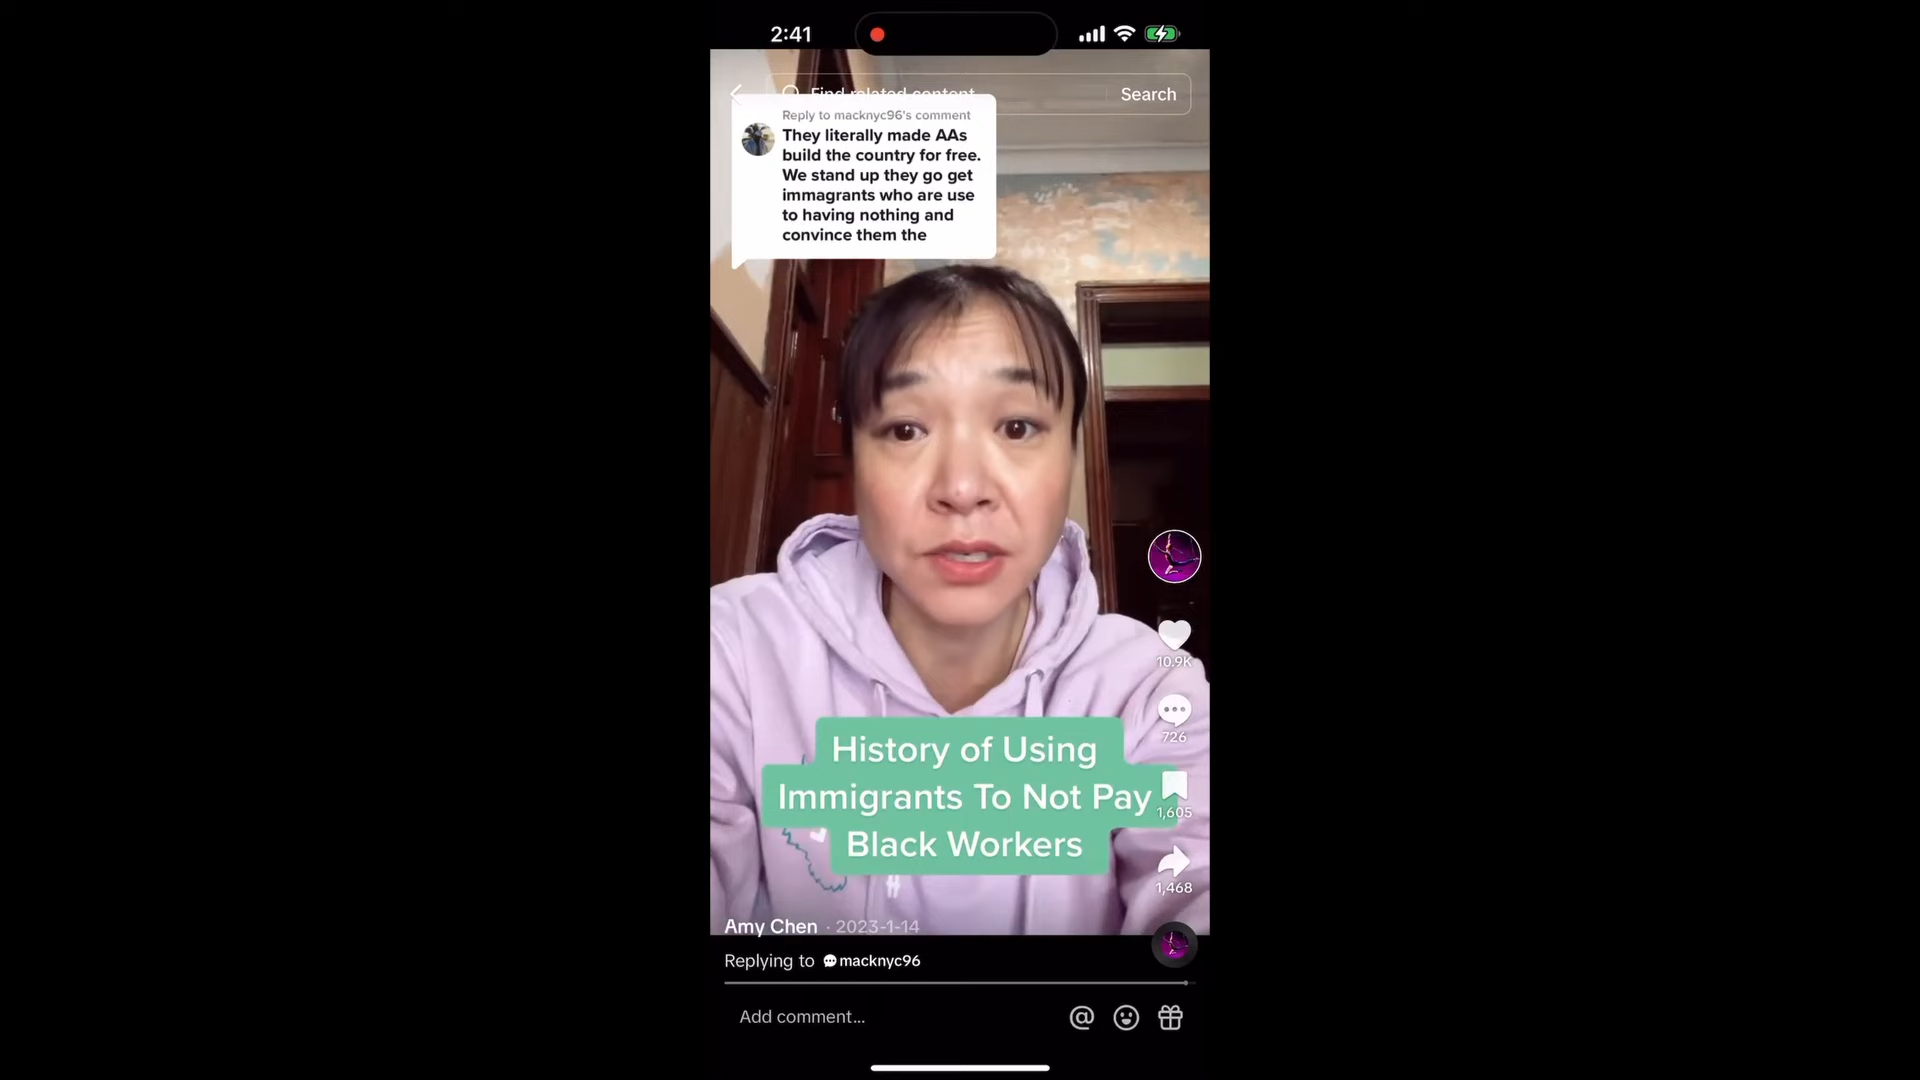 2:41
Find related content
Search
Reply to macknyc96's comment
They literally made AAs
build the country for free.
We stand up they go get
immagrants who are use
to having nothing and
convince them the
10.9K
726
History of Using
Immigrants To Not Pay
Black Workers
1,605
1,468
Amy Chen · 2023-1-14
Replying to macknyc96
Add comment...